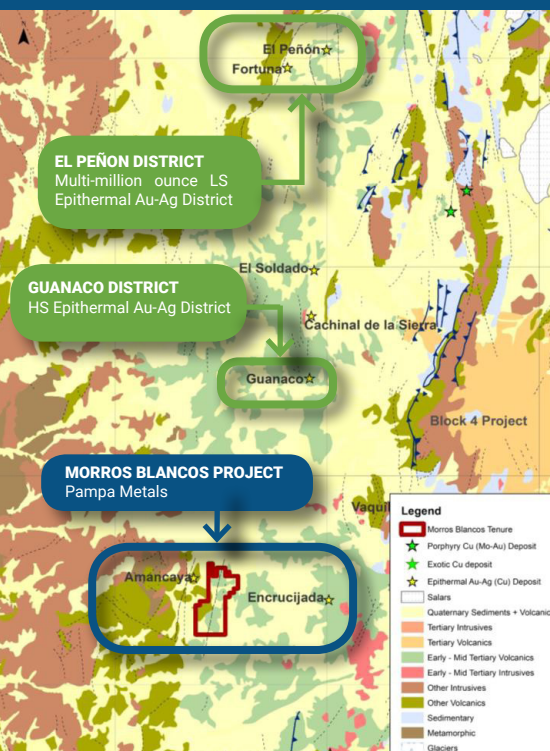 El Peñón
Fortuna
EL PEÑON DISTRICT
Multi-million ounce LS
Epithermal Au-Ag District
El Soldado
GUANACO DISTRICT
HS Epithermal Au-Ag District
Cachinal de la Sierra
Guanaco
Block 4 Project
MORROS BLANCOS PROJECT
Pampa Metals
Vaquil
Amancaya
Encrucijada
Legend
Morros Blancos Tenure
Porphyry Cu (Mo-Au) Deposit
Exotic Cu deposit
Epithermal Au-Ag (Cu) Deposit
Salars
Quaternary Sediments + Volcanic
Tertiary Intrusives
Tertiary Volcanics
Early - Mid Tertiary Volcanics
Early - Mid Tertiary Intrusives
Other Intrusives
Other Volcanics
Sedimentary
Metamorphic
Glaciers